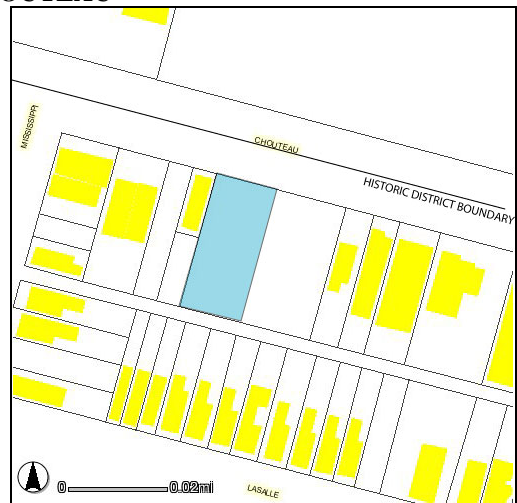 MISSISSIPPI
CHOUTEAU
HISTORIC DISTRICT BOUNDARY
0 0.02mi
LASALLE